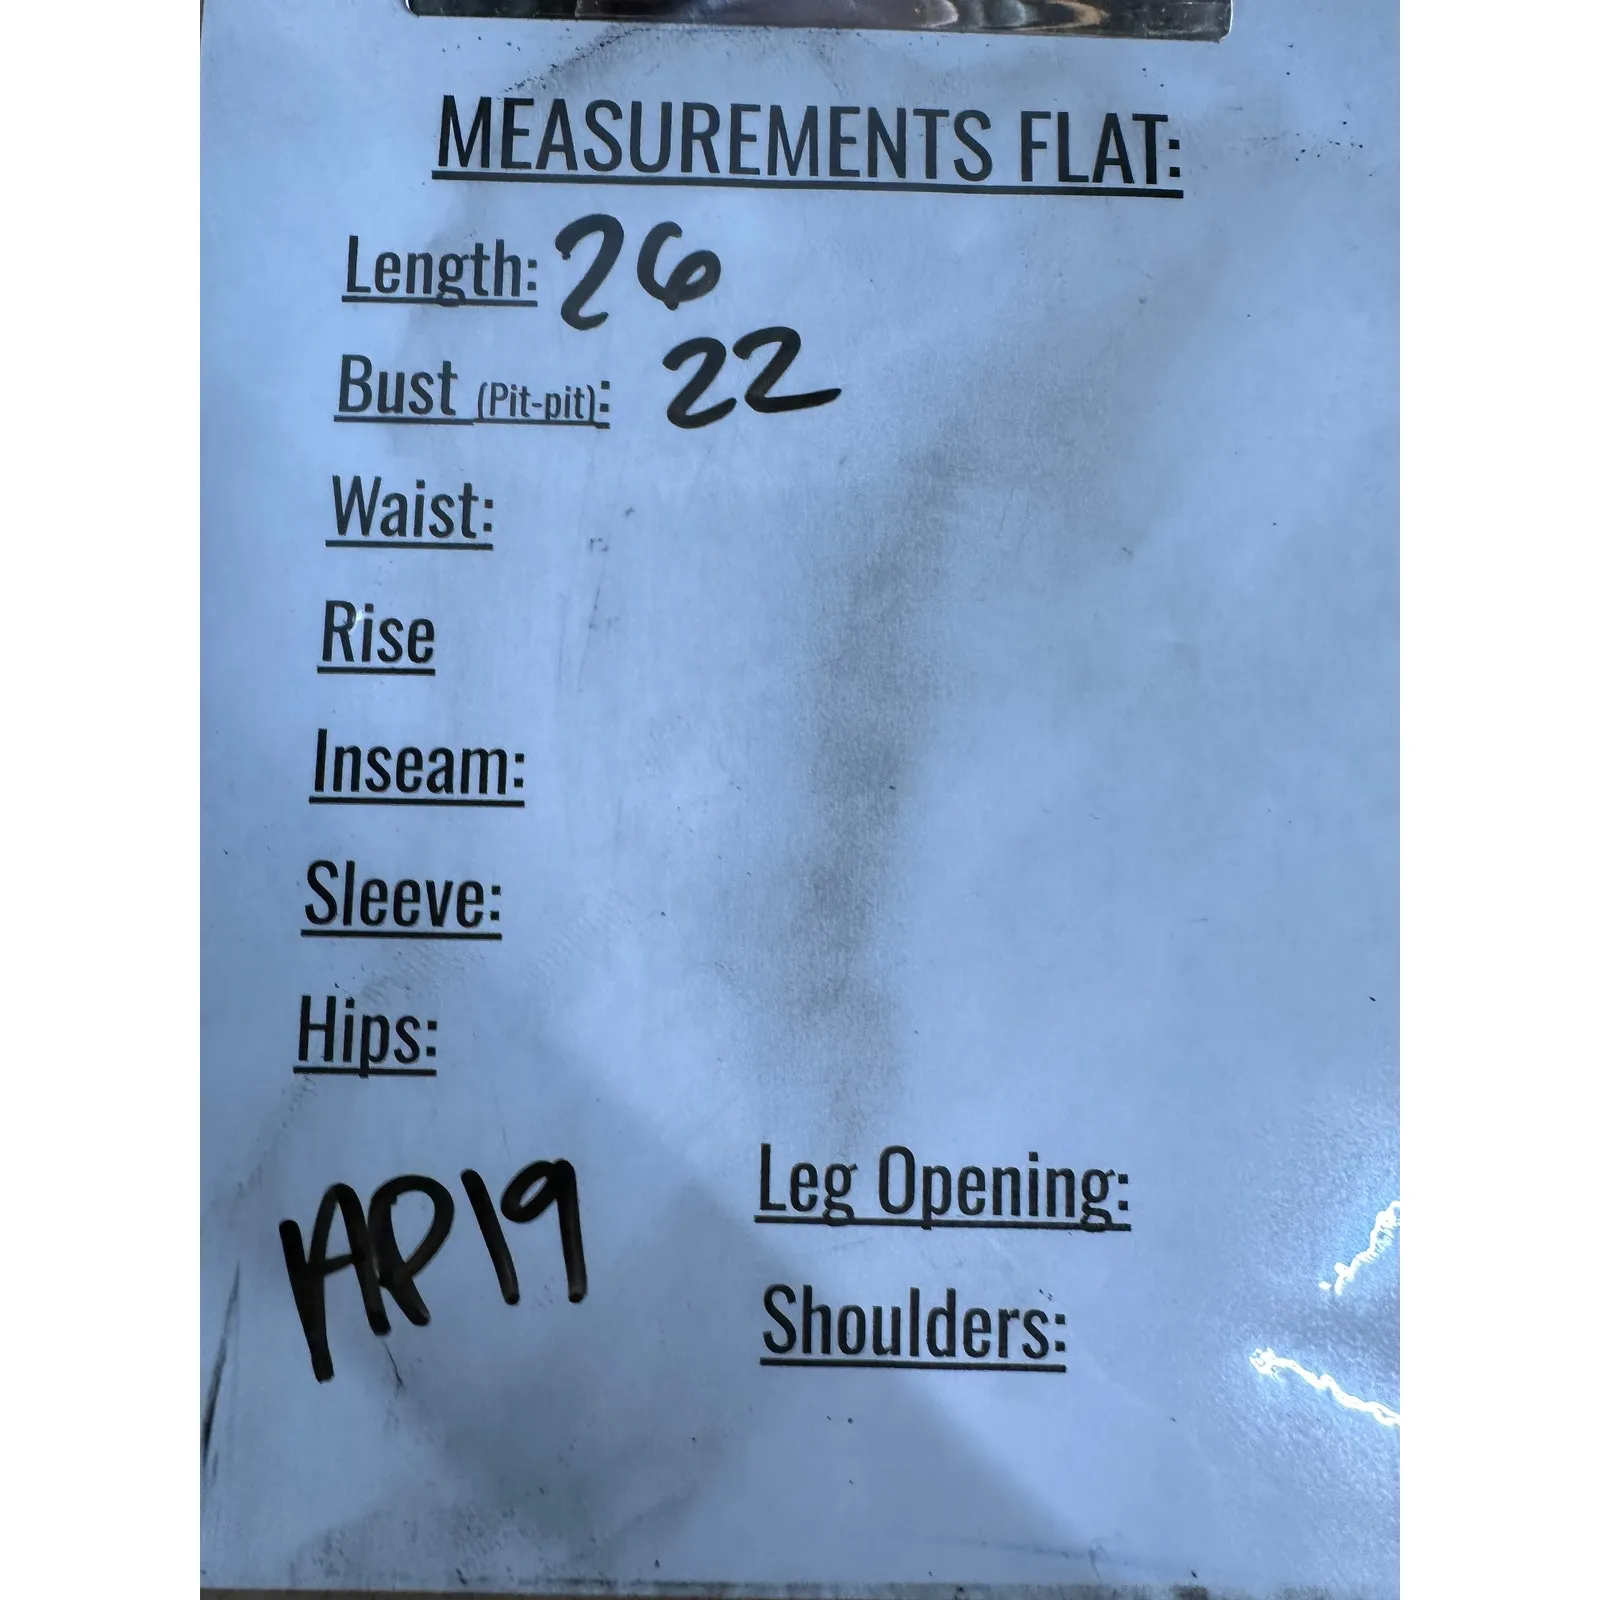 MEASUREMENTS FLAT:
Length: 26
Bust (Pit-pit): 22
Waist:
Rise
Inseam:
Sleeve:
Hips:
AP19
Leg Opening:
Shoulders: